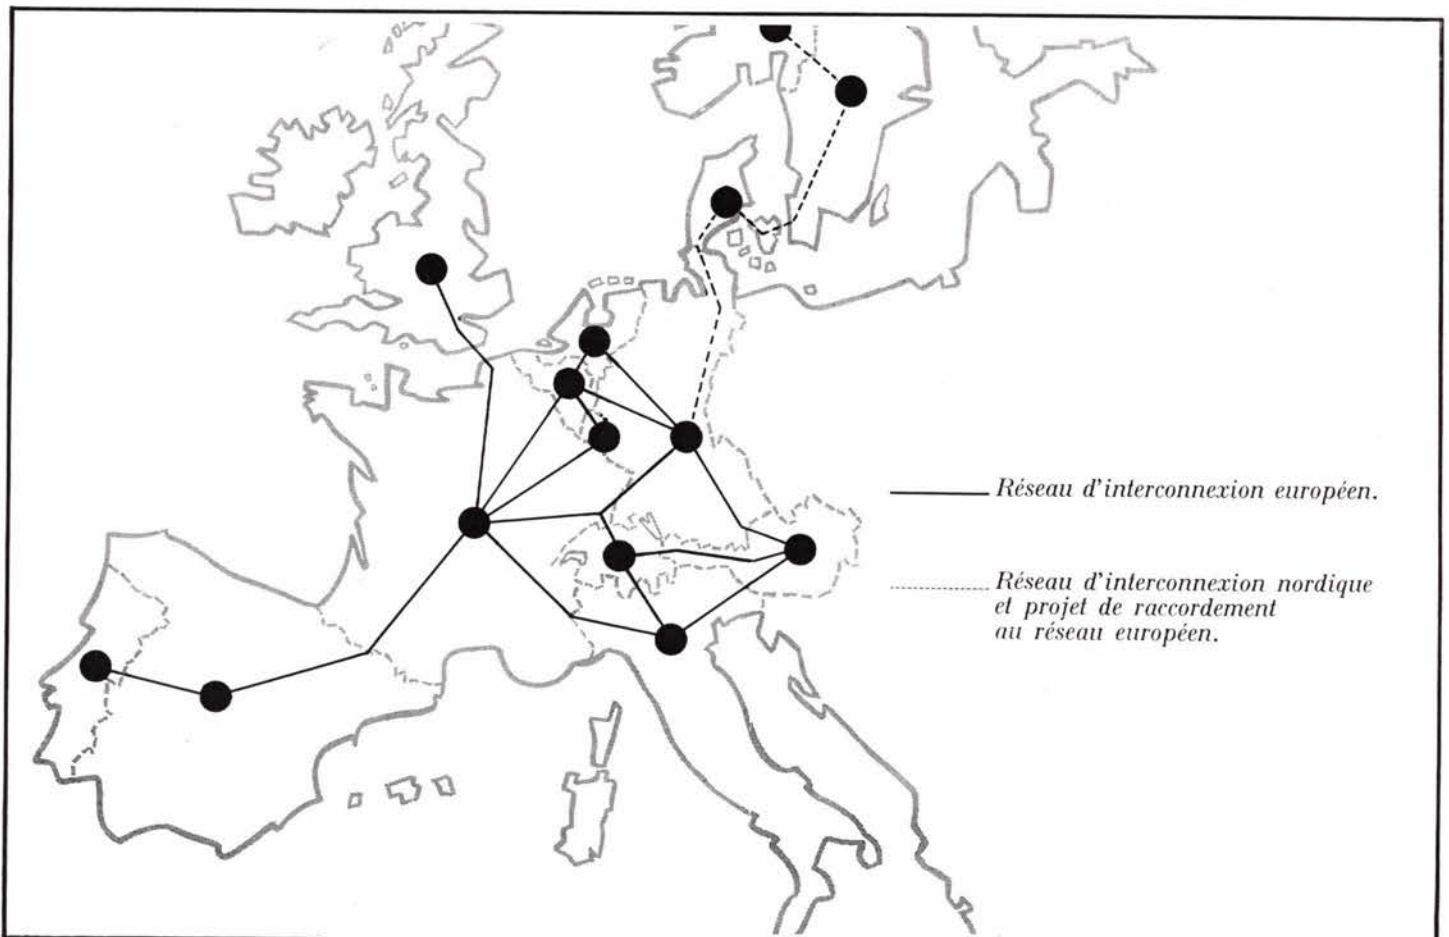 Réseau d'interconnexion européen.
Réseau d'interconnexion nordique
et projet de raccordement
au réseau européen.